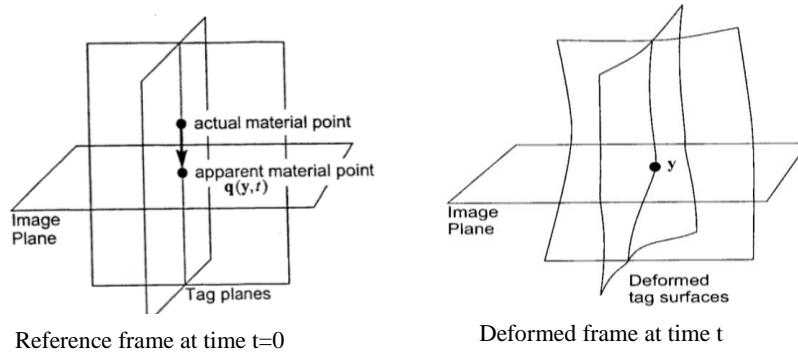 actual material point
apparent material point
q(y,t)
Image
Plane
Tag planes
Reference frame at time t=0
y
Image
Plane
Deformed
tag surfaces
Deformed frame at time t